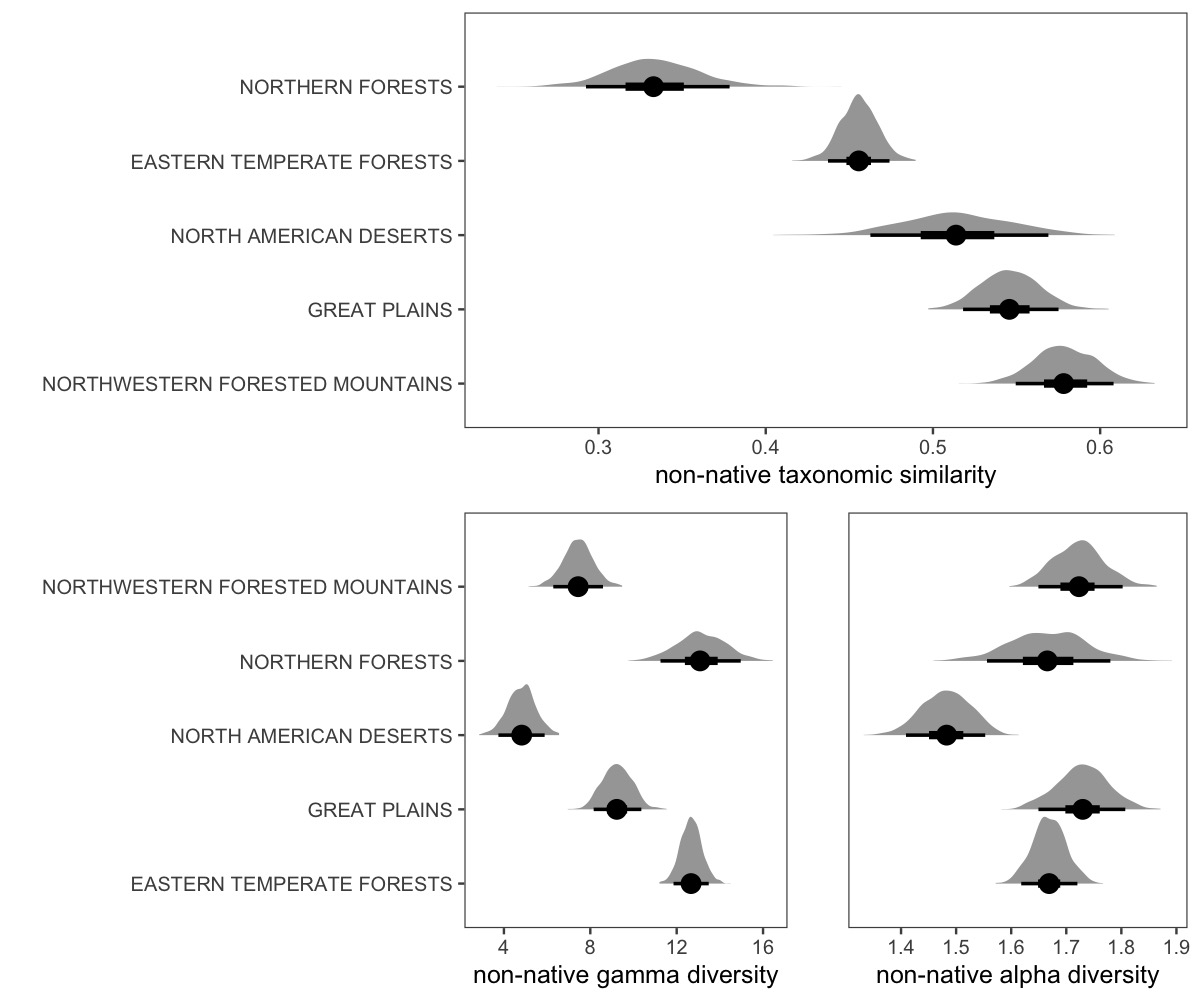 NORTHERN FORESTS
EASTERN TEMPERATE FORESTS
NORTH AMERICAN DESERTS
GREAT PLAINS
NORTHWESTERN FORESTED MOUNTAINS
0.3 0.4 0.5 0.6
non-native taxonomic similarity
NORTHWESTERN FORESTED MOUNTAINS
NORTHERN FORESTS
NORTH AMERICAN DESERTS
GREAT PLAINS
EASTERN TEMPERATE FORESTS
4 8 12 16
non-native gamma diversity
1.4 1.5 1.6 1.7 1.8 1.9
non-native alpha diversity